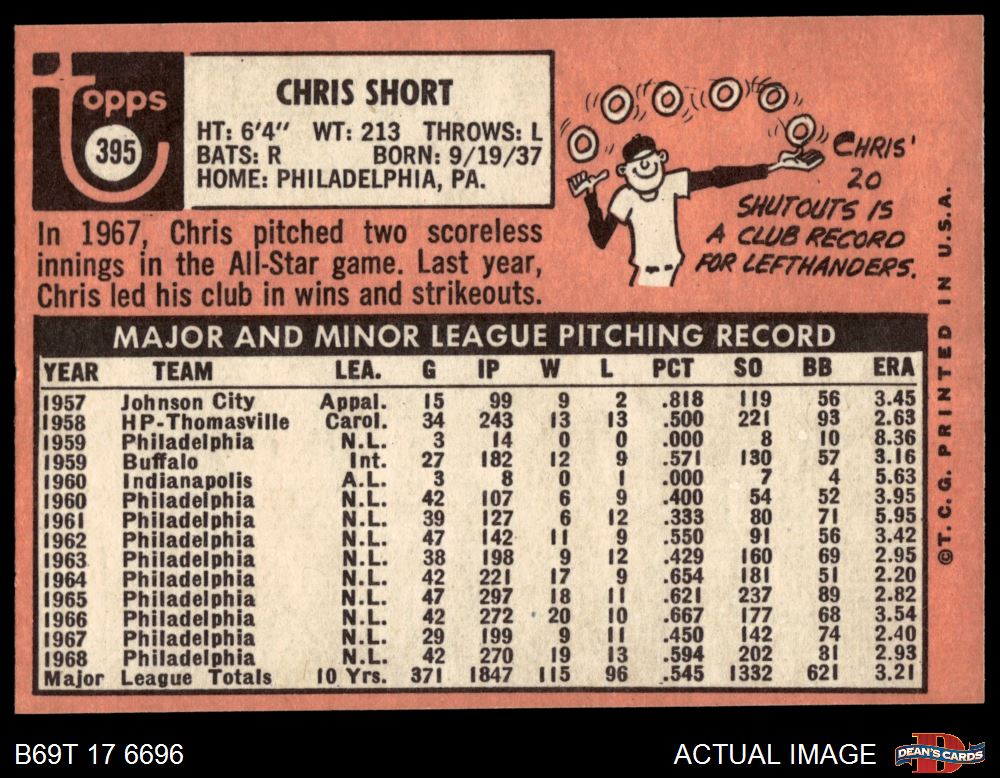 Topps
395
CHRIS SHORT
HT: 6'4" WT: 213 THROWS: L
BATS: R BORN: 9/19/37
HOME: PHILADELPHIA, PA.
In 1967, Chris pitched two scoreless
innings in the All-Star game. Last year,
Chris led his club in wins and strikeouts.
CHRIS'
20
SHUTOUTS IS
A CLUB RECORD
FOR LEFTHANDERS.
MAJOR AND MINOR LEAGUE PITCHING RECORD
YEAR TEAM LEA. G IP W L PCT SO BB ERA
1957 Johnson City Appal. 15 99 9 2 .818 119 56 3.45
1958 HP-Thomasville Carol. 34 243 13 13 .500 221 93 2.63
1959 Philadelphia N.L. 3 14 0 0 .000 8 10 8.36
1959 Buffalo Int. 27 182 12 9 .571 130 57 3.16
1960 Indianapolis A.L. 3 8 0 1 .000 7 4 5.63
1960 Philadelphia N.L. 42 107 6 9 .400 54 52 3.95
1961 Philadelphia N.L. 39 127 6 12 .333 80 71 5.95
1962 Philadelphia N.L. 47 142 11 9 .550 91 56 3.42
1963 Philadelphia N.L. 38 198 9 12 .429 160 69 2.95
1964 Philadelphia N.L. 42 221 17 9 .654 181 51 2.20
1965 Philadelphia N.L. 47 297 18 11 .621 237 89 2.82
1966 Philadelphia N.L. 42 272 20 10 .667 177 68 3.54
1967 Philadelphia N.L. 29 199 9 11 .450 142 74 2.40
1968 Philadelphia N.L. 42 270 19 13 .594 202 81 2.93
Major League Totals 10 Yrs. 371 1847 115 96 .545 1332 621 3.21
©T. C. G. PRINTED IN U.S.A.
B69T 17 6696
ACTUAL IMAGE
DEAN'S CARDS